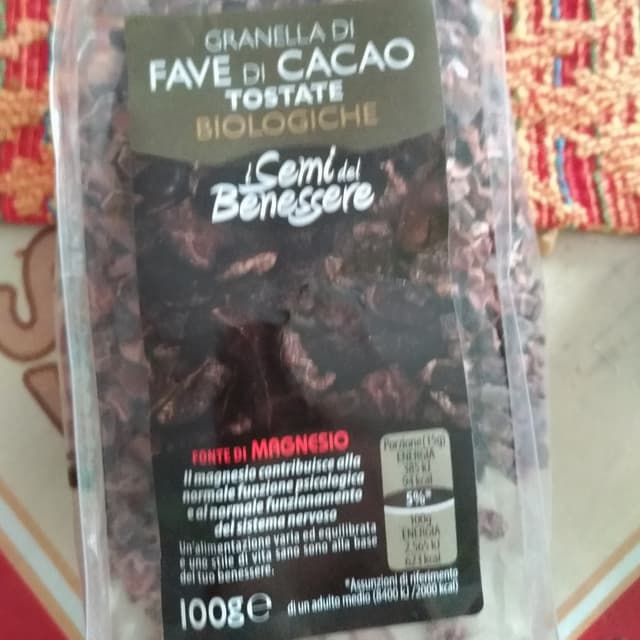 GRANELLA DI
FAVE DI CACAO
TOSTATE
BIOLOGICHE
i Semi del
Benessere
FONTE DI MAGNESIO
Il magnesio contribuisce alla
normale funzione psicologica
e al normale funzionamento
del sistema nervoso
Un'alimentazione varia ed equilibrata
e uno stile di vita sano sono alla base
del tuo benessere.
100g e
Porzione (15g)
ENERGIA
385 kJ
94 kcal
5%*
100g
ENERGIA
2.565 kJ
623 kcal
*Assunzioni di riferimento
di un adulto medio (8400 kJ/2000 kcal)